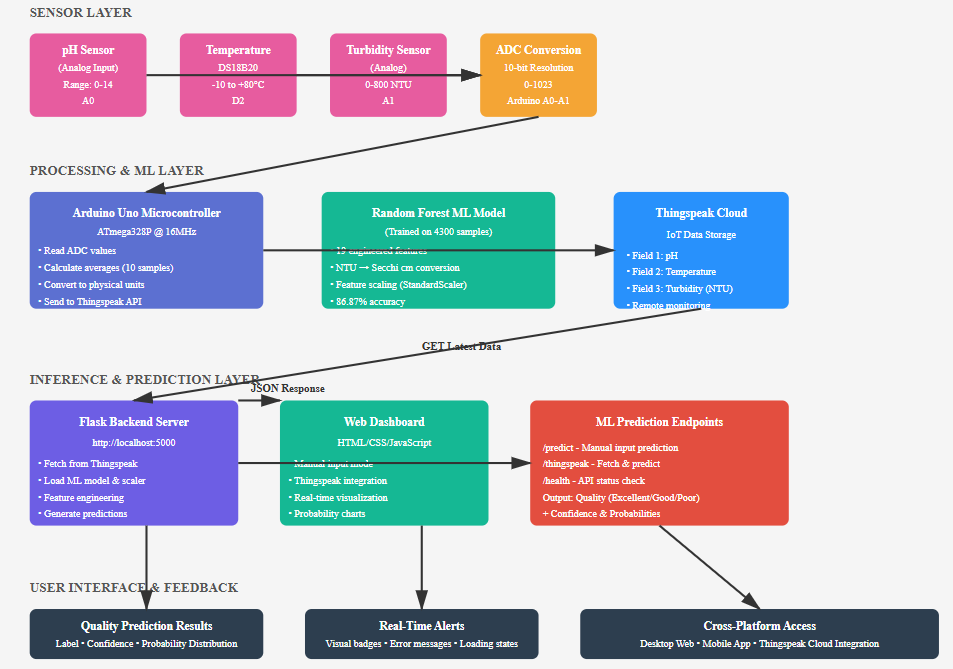 SENSOR LAYER
pH Sensor
(Analog Input)
Range: 0-14
A0
Temperature
DS18B20
-10 to +80°C
D2
Turbidity Sensor
(Analog)
0-800 NTU
A1
ADC Conversion
10-bit Resolution
0-1023
Arduino A0-A1
PROCESSING & ML LAYER
Arduino Uno Microcontroller
ATmega328P @ 16MHz
• Read ADC values
• Calculate averages (10 samples)
• Convert to physical units
• Send to Thingspeak API
Random Forest ML Model
(Trained on 4300 samples)
• 19 engineered features
• NTU → Secchi cm conversion
• Feature scaling (StandardScaler)
• 86.87% accuracy
Thingspeak Cloud
IoT Data Storage
• Field 1: pH
• Field 2: Temperature
• Field 3: Turbidity (NTU)
• Remote monitoring
GET Latest Data
INFERENCE & PREDICTION LAYER
JSON Response
Flask Backend Server
http://localhost:5000
• Fetch from Thingspeak
• Load ML model & scaler
• Feature engineering
• Generate predictions
Web Dashboard
HTML/CSS/JavaScript
• Manual input mode
• Thingspeak integration
• Real-time visualization
• Probability charts
ML Prediction Endpoints
/predict - Manual input prediction
/thingspeak - Fetch & predict
/health - API status check
Output: Quality (Excellent/Good/Poor)
+ Confidence & Probabilities
USER INTERFACE & FEEDBACK
Quality Prediction Results
Label • Confidence • Probability Distribution
Real-Time Alerts
Visual badges • Error messages • Loading states
Cross-Platform Access
Desktop Web • Mobile App • Thingspeak Cloud Integration